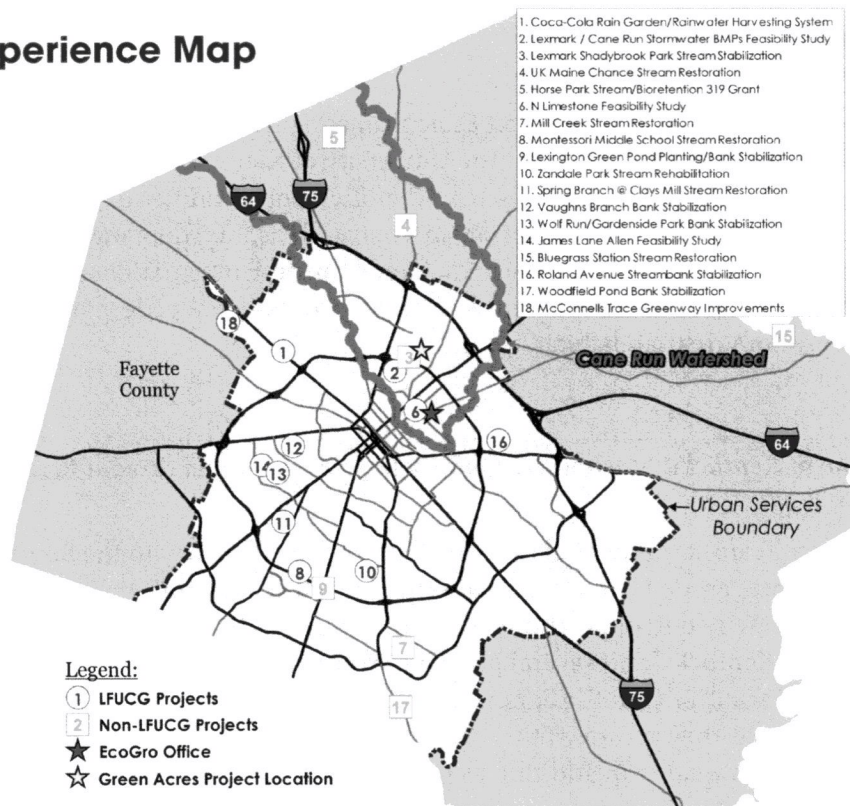 perience Map
1. Coca-Cola Rain Garden/Rainwater Harvesting System
2. Lexmark / Cane Run Stormwater BMPs Feasibility Study
3. Lexmark Shadybrook Park Stream Stabilization
4. UK Maine Chance Stream Restoration
5. Horse Park Stream/Bioretention 319 Grant
6. N Limestone Feasibility Study
7. Mill Creek Stream Restoration
8. Montessori Middle School Stream Restoration
9. Lexington Green Pond Planting/Bank Stabilization
10. Zandale Park Stream Rehabilitation
11. Spring Branch @ Clays Mill Stream Restoration
12. Vaughns Branch Bank Stabilization
13. Wolf Run/Gardenside Park Bank Stabilization
14. James Lane Allen Feasibility Study
15. Bluegrass Station Stream Restoration
16. Roland Avenue Streambank Stabilization
17. Woodfield Pond Bank Stabilization
18. McConnells Trace Greenway Improvements
5
64
75
4
18
1
15
3
2
Cane Run Watershed
Fayette
County
6
12
16
64
14
13
Urban Services
Boundary
11
8
10
9
7
17
75
Legend:
1 LFUCG Projects
2 Non-LFUCG Projects
EcoGro Office
Green Acres Project Location